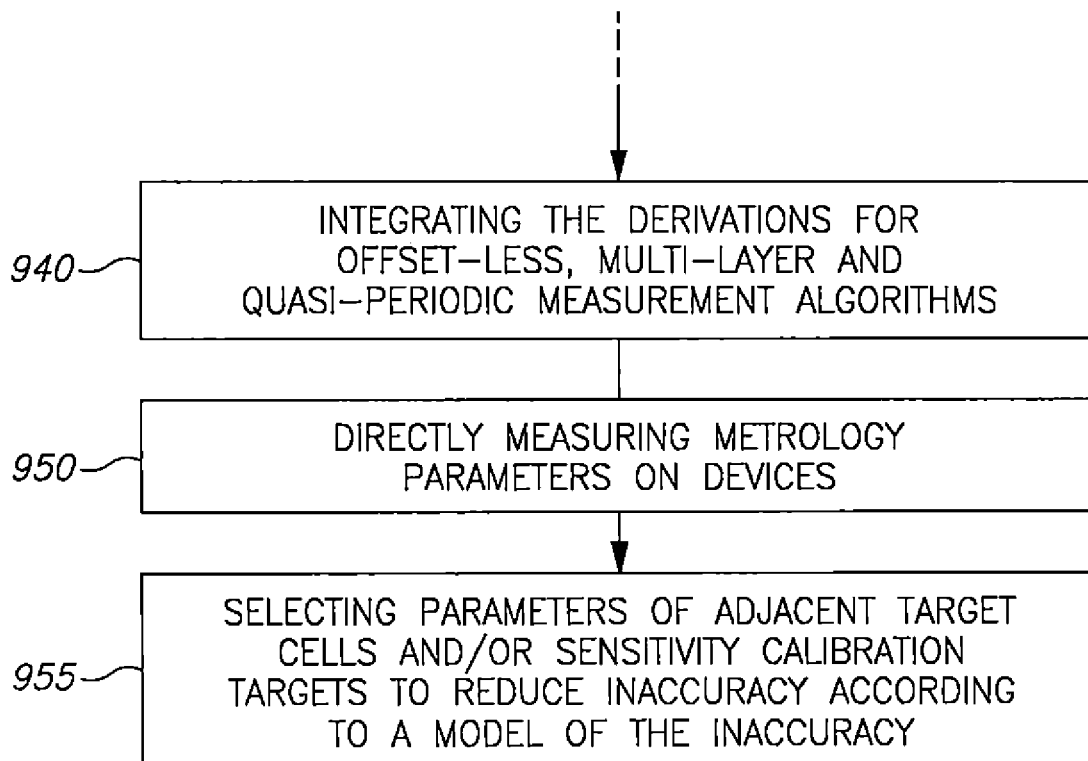 INTEGRATING THE DERIVATIONS FOR
OFFSET-LESS, MULTI-LAYER AND
QUASI-PERIODIC MEASUREMENT ALGORITHMS
940
DIRECTLY MEASURING METROLOGY
PARAMETERS ON DEVICES
950
SELECTING PARAMETERS OF ADJACENT TARGET
CELLS AND/OR SENSITIVITY CALIBRATION
TARGETS TO REDUCE INACCURACY ACCORDING
TO A MODEL OF THE INACCURACY
955